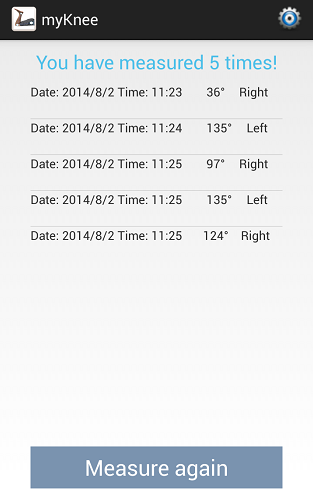 myKnee
You have measured 5 times!
Date: 2014/8/2 Time: 11:23 36° Right
Date: 2014/8/2 Time: 11:24 135° Left
Date: 2014/8/2 Time: 11:25 97° Right
Date: 2014/8/2 Time: 11:25 135° Left
Date: 2014/8/2 Time: 11:25 124° Right
Measure again